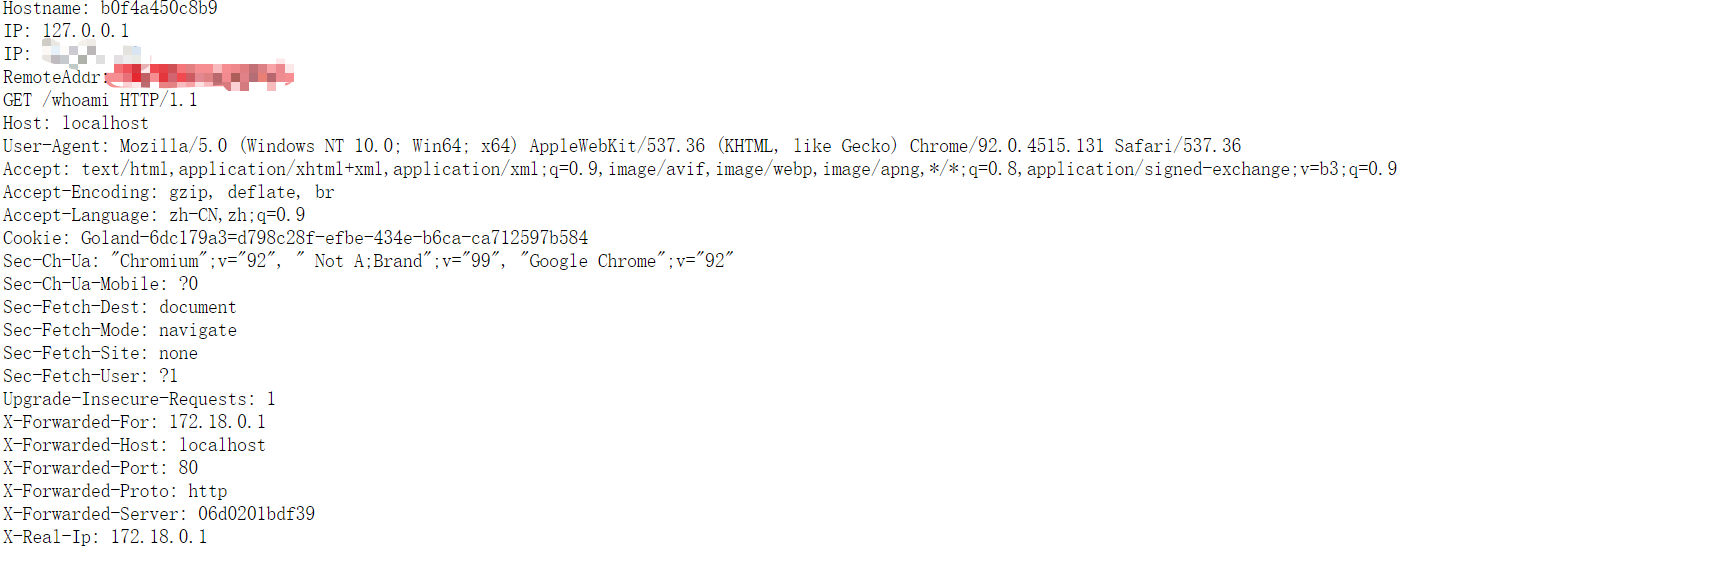 Hostname: b0f4a450c8b9
IP: 127.0.0.1
IP:
RemoteAddr:
GET /whoami HTTP/1.1
Host: localhost
User-Agent: Mozilla/5.0 (Windows NT 10.0; Win64; x64) AppleWebKit/537.36 (KHTML, like Gecko) Chrome/92.0.4515.131 Safari/537.36
Accept: text/html,application/xhtml+xml,application/xml;q=0.9,image/avif,image/webp,image/apng,*/*;q=0.8,application/signed-exchange;v=b3;q=0.9
Accept-Encoding: gzip, deflate, br
Accept-Language: zh-CN,zh;q=0.9
Cookie: Goland-6dc179a3=d798c28f-efbe-434e-b6ca-ca712597b584
Sec-Ch-Ua: "Chromium";v="92", " Not A;Brand";v="99", "Google Chrome";v="92"
Sec-Ch-Ua-Mobile: ?0
Sec-Fetch-Dest: document
Sec-Fetch-Mode: navigate
Sec-Fetch-Site: none
Sec-Fetch-User: ?1
Upgrade-Insecure-Requests: 1
X-Forwarded-For: 172.18.0.1
X-Forwarded-Host: localhost
X-Forwarded-Port: 80
X-Forwarded-Proto: http
X-Forwarded-Server: 06d0201bdf39
X-Real-Ip: 172.18.0.1